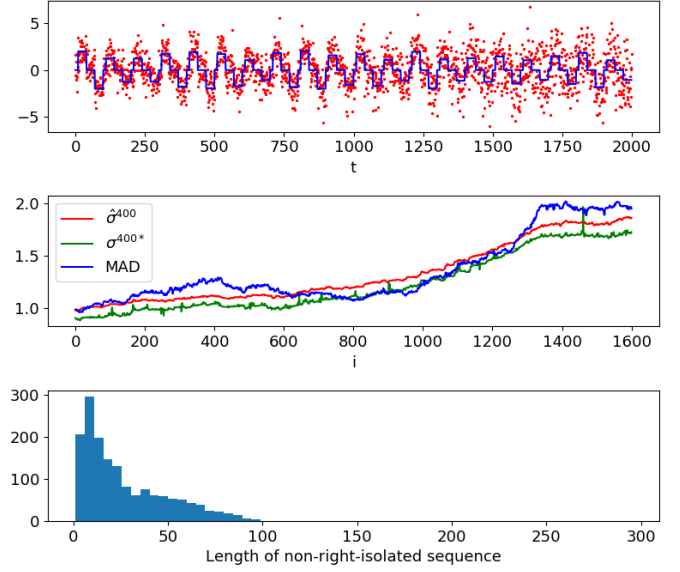 5
0
−5
0 250 500 750 1000 1250 1500 1750 2000
t
2.0
1.5
1.0
σ̂⁴⁰⁰
σ⁴⁰⁰*
MAD
0 200 400 600 800 1000 1200 1400 1600
i
300
200
100
0
0 50 100 150 200 250 300
Length of non-right-isolated sequence